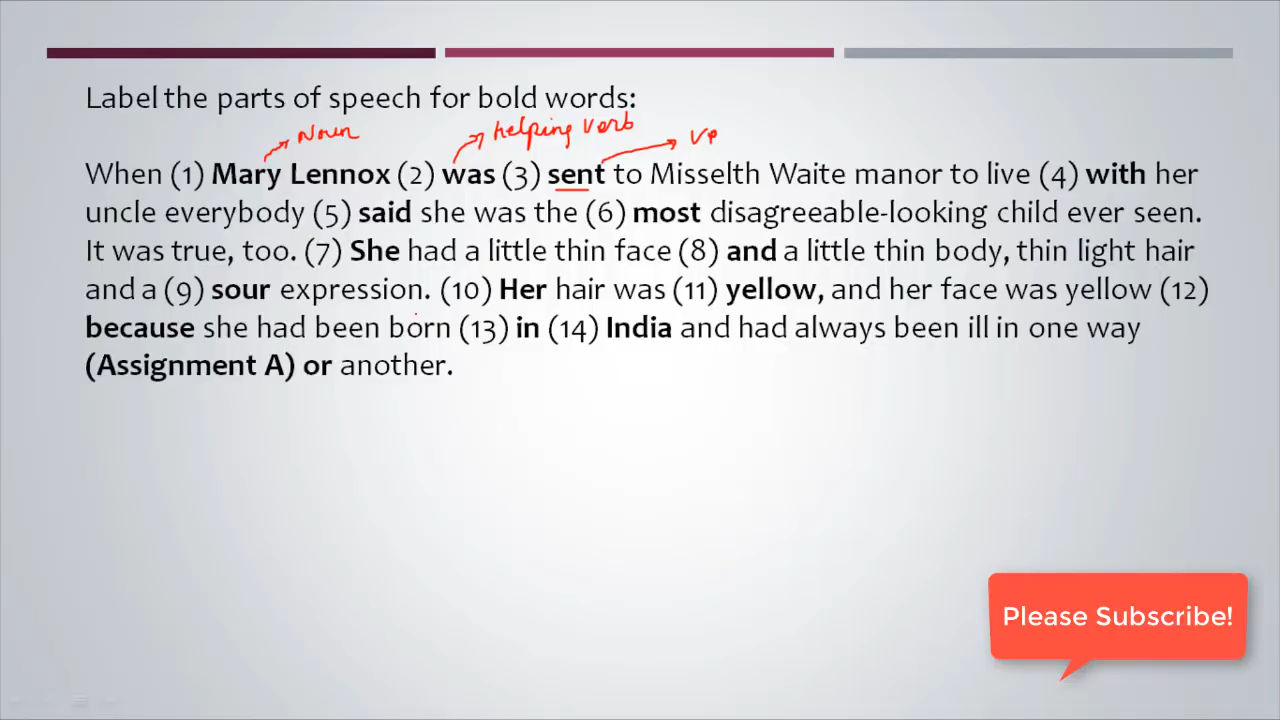 Label the parts of speech for bold words:
Noun
helping verb
ve
When (1) Mary Lennox (2) was (3) sent to Misselth Waite manor to live (4) with her
uncle everybody (5) said she was the (6) most disagreeable-looking child ever seen.
It was true, too. (7) She had a little thin face (8) and a little thin body, thin light hair
and a (9) sour expression. (10) Her hair was (11) yellow, and her face was yellow (12)
because she had been born (13) in (14) India and had always been ill in one way
(Assignment A) or another.
Please Subscribe!